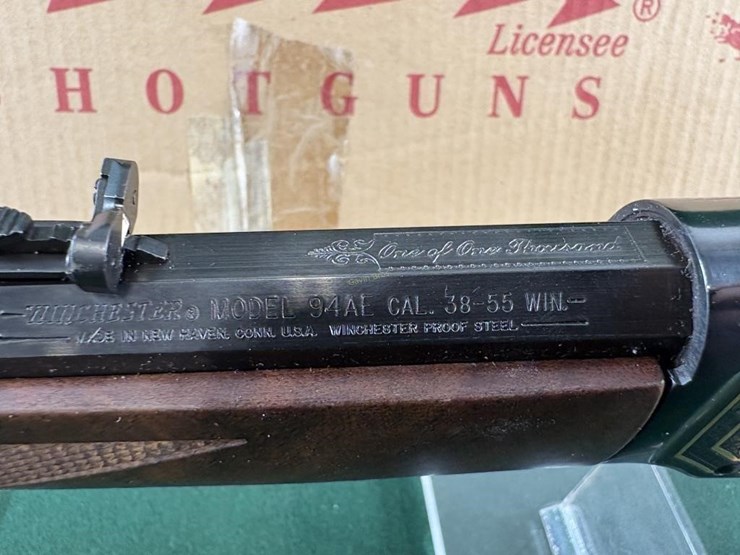 Licensee
®
HOTGUNS
One of One Thousand
WINCHESTER® MODEL 94AE CAL. 38-55 WIN.
MADE IN NEW HAVEN, CONN. U.S.A. WINCHESTER PROOF STEEL